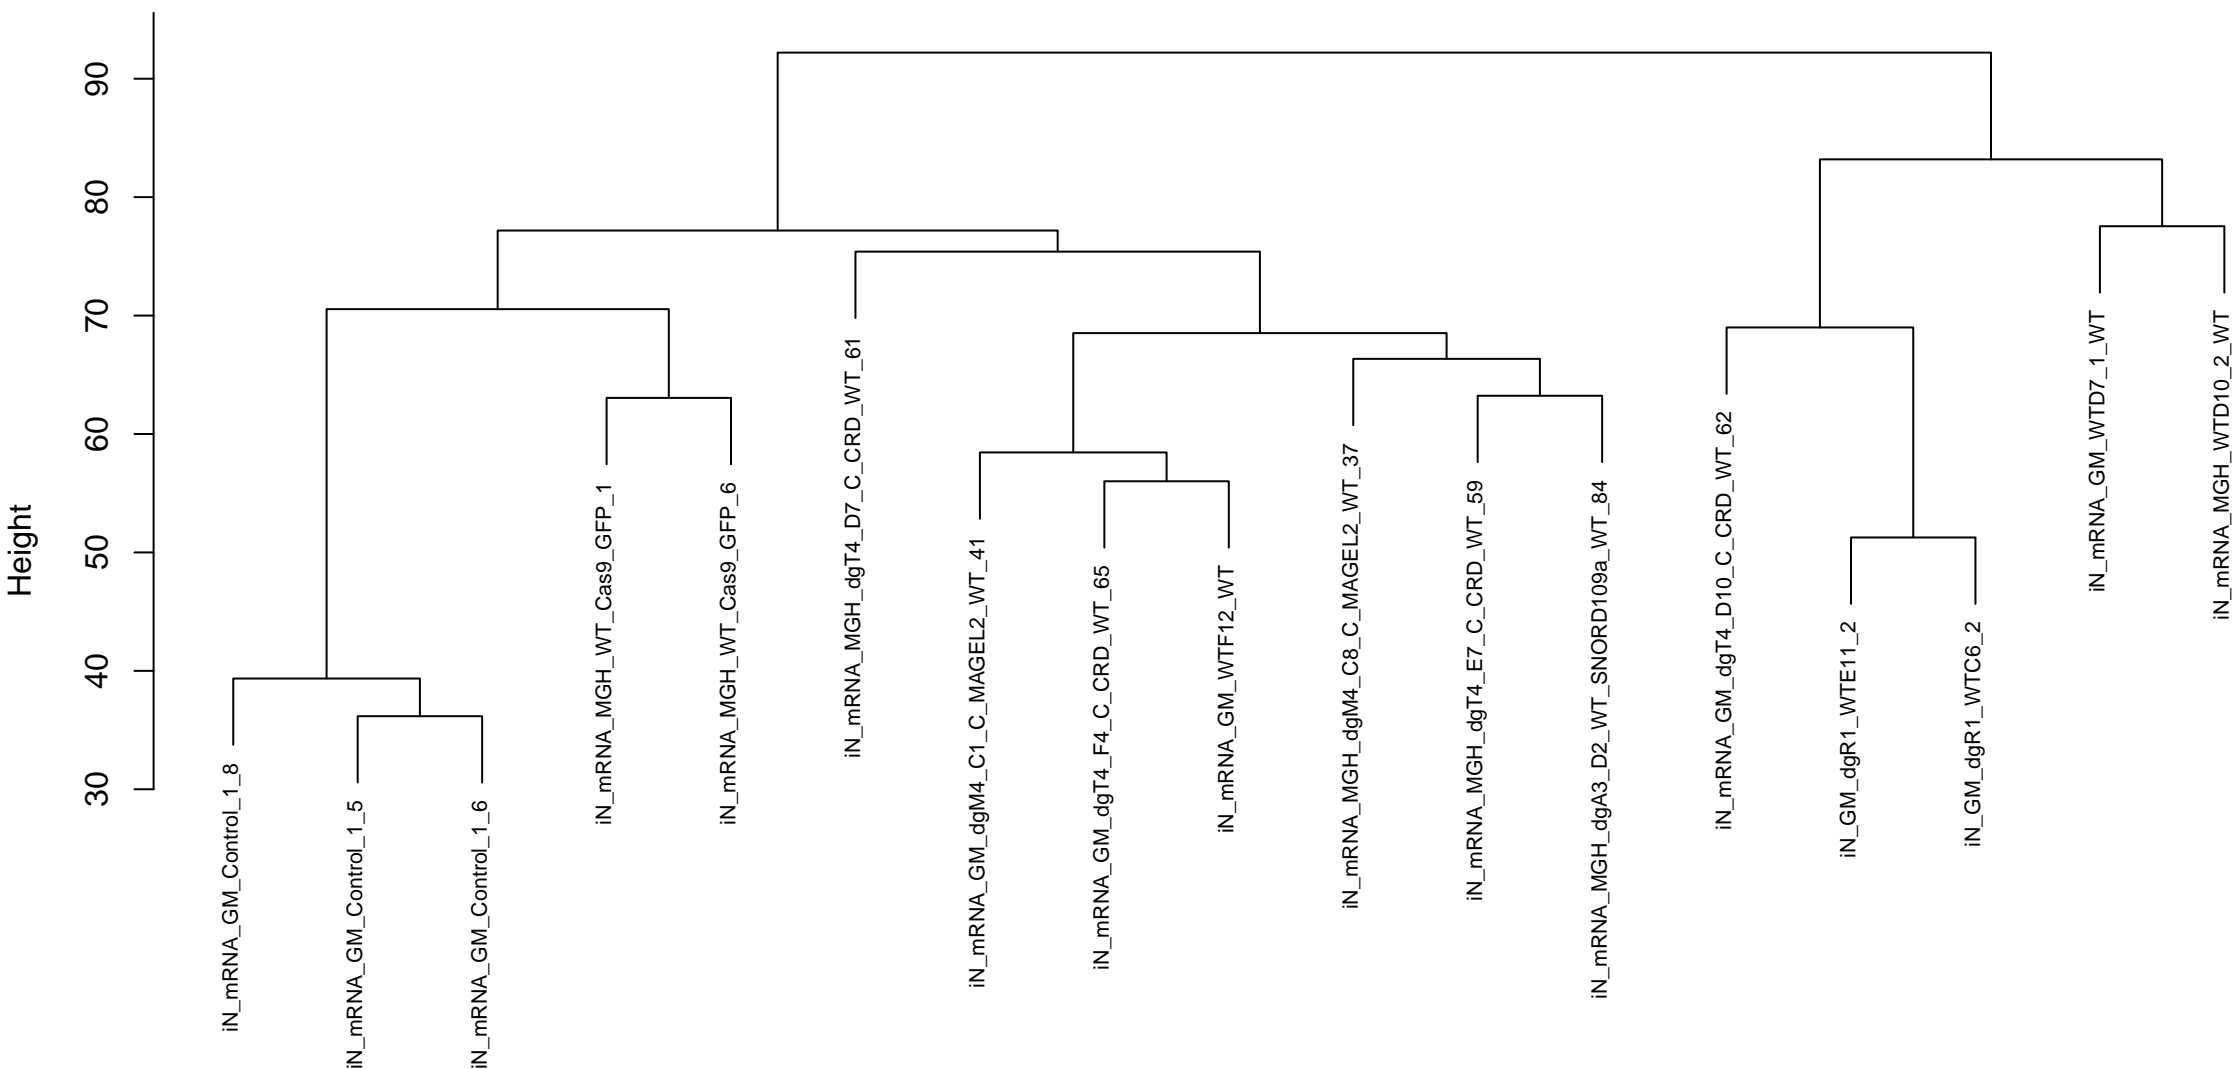 Height
90
80
70
60
50
40
30
iN_mRNA_GM_Control_1_8
iN_mRNA_GM_Control_1_5
iN_mRNA_GM_Control_1_6
iN_mRNA_MGH_WT_Cas9_GFP_1
iN_mRNA_MGH_WT_Cas9_GFP_6
iN_mRNA_MGH_dgT4_D7_C_CRD_WT_61
iN_mRNA_GM_dgM4_C1_C_MAGEL2_WT_41
iN_mRNA_GM_dgT4_F4_C_CRD_WT_65
iN_mRNA_GM_WTF12_WT
iN_mRNA_MGH_dgM4_C8_C_MAGEL2_WT_37
iN_mRNA_MGH_dgT4_E7_C_CRD_WT_59
iN_mRNA_MGH_dgA3_D2_WT_SNORD109a_WT_84
iN_mRNA_GM_dgT4_D10_C_CRD_WT_62
iN_GM_dgR1_WTE11_2
iN_GM_dgR1_WTC6_2
iN_mRNA_GM_WTD7_1_WT
iN_mRNA_MGH_WTD10_2_WT